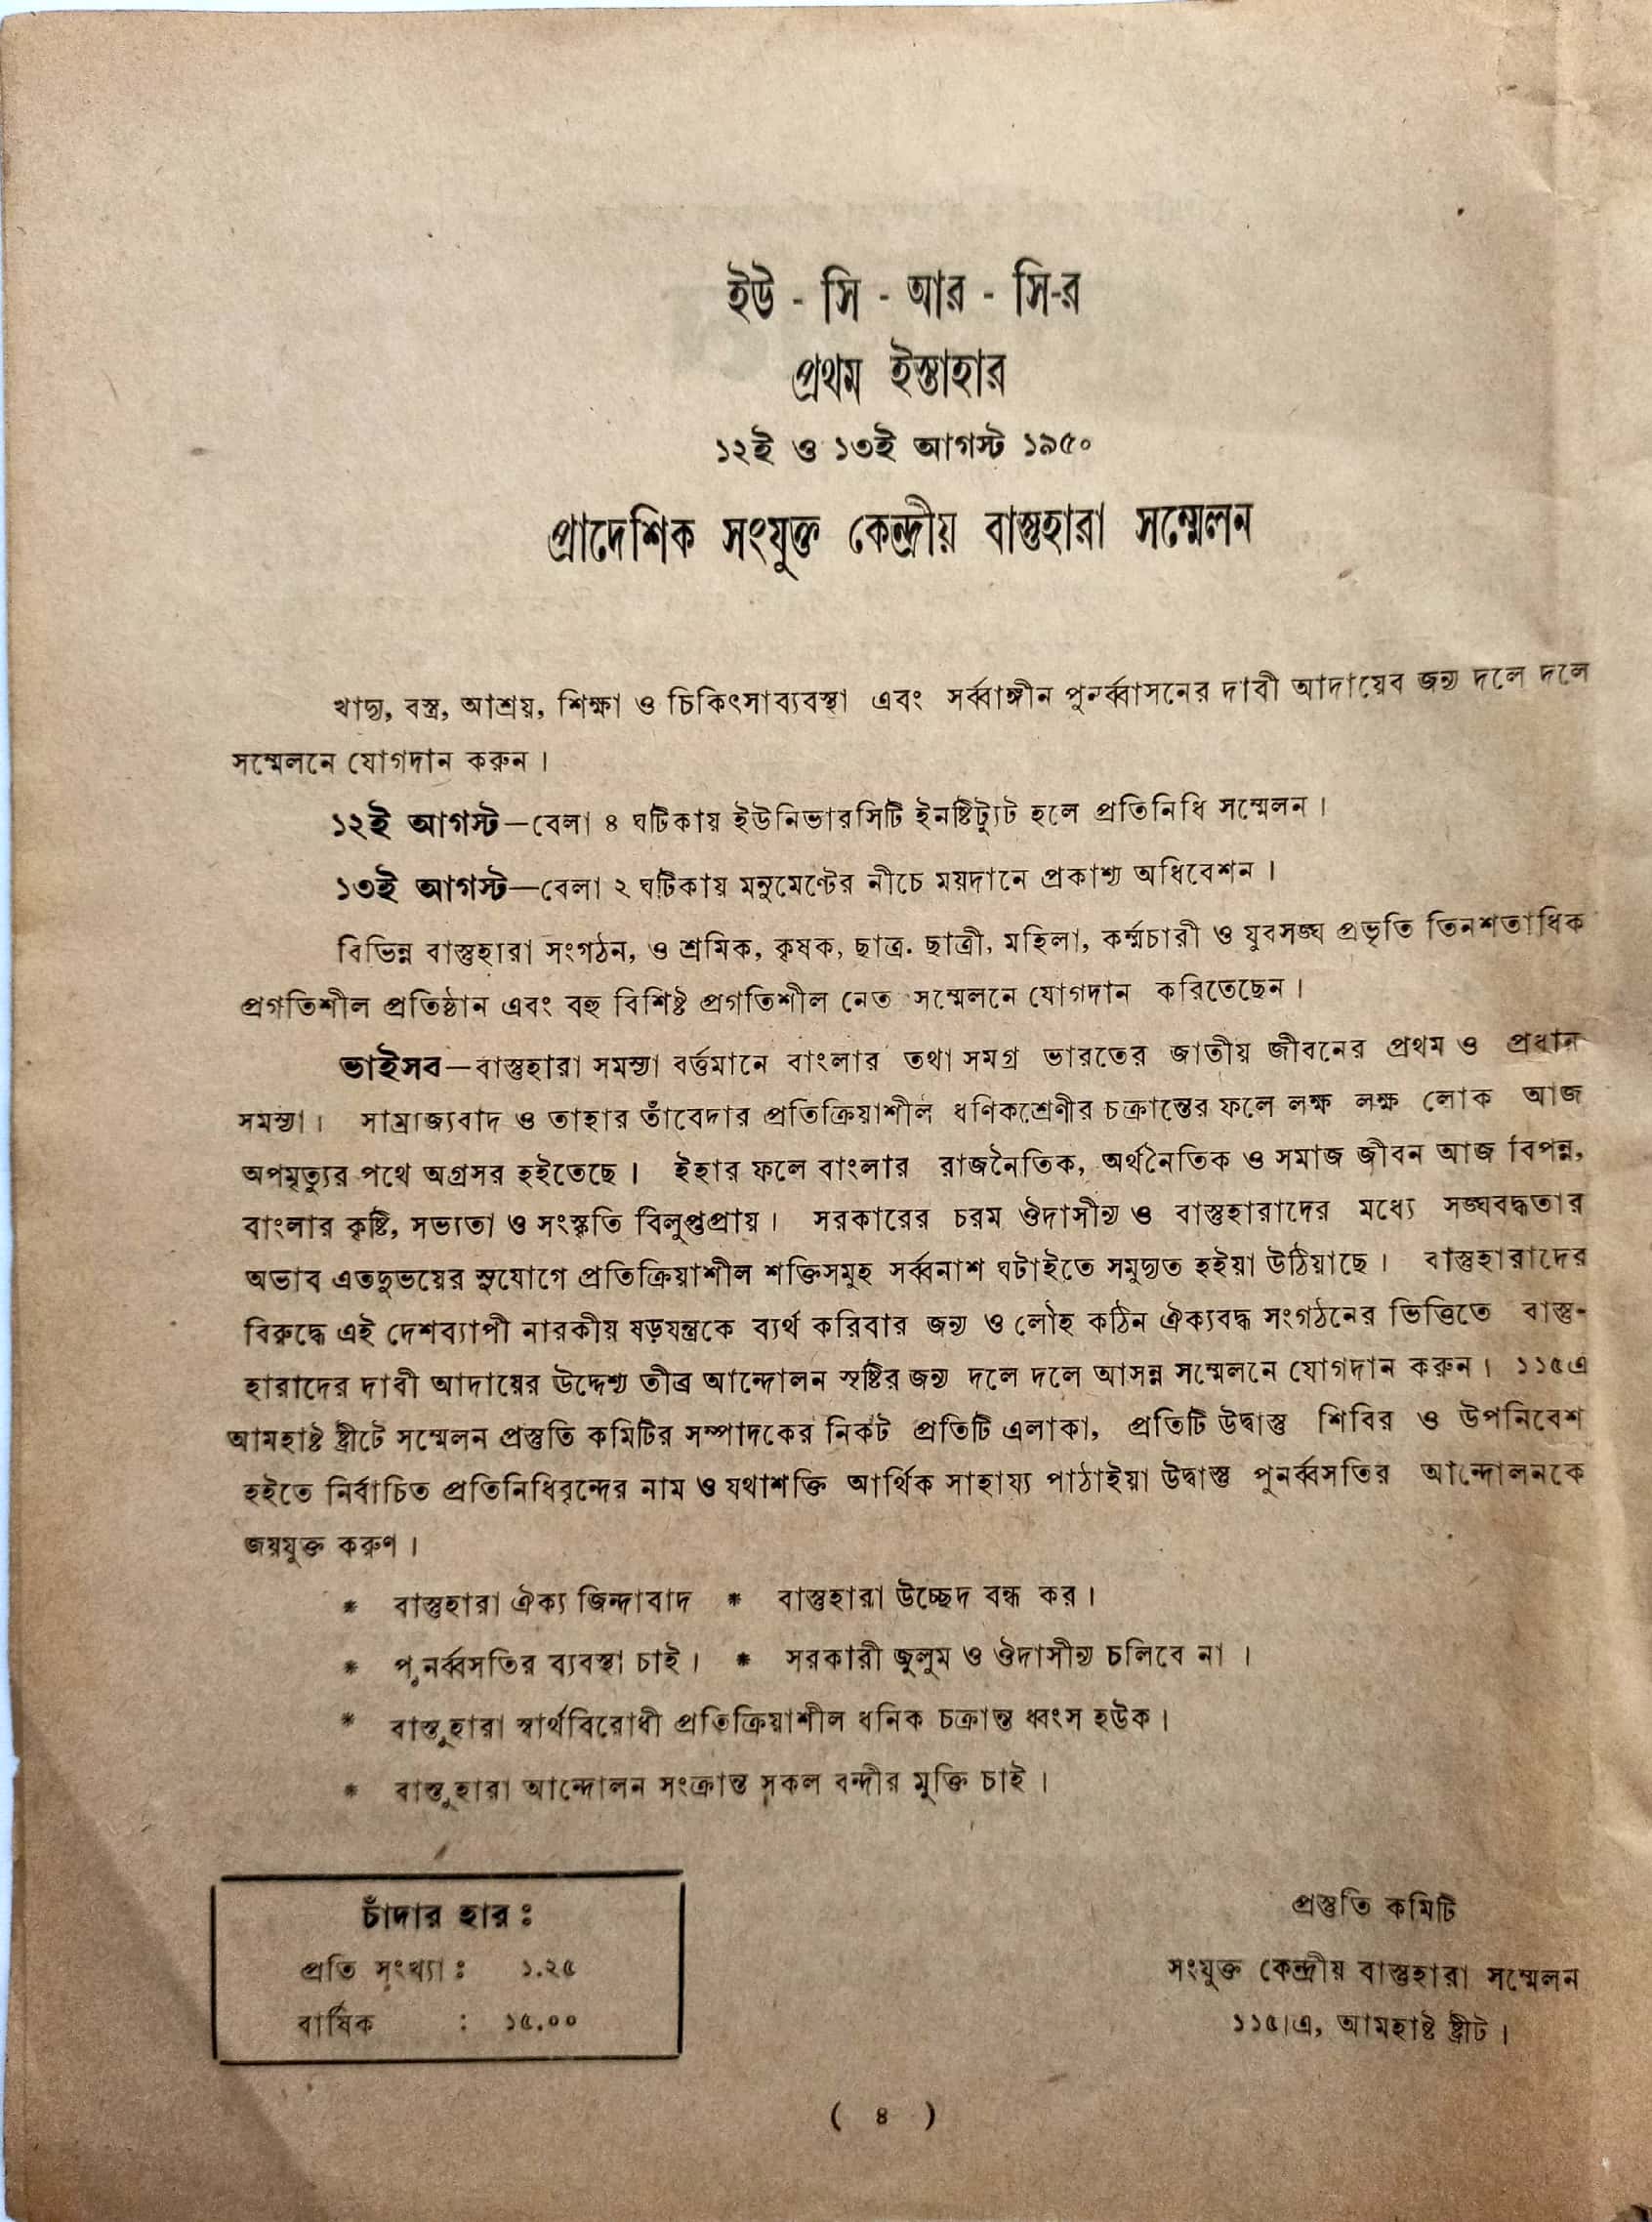 ইউ - সি - আর - সি-র
প্রথম ইস্তাহার
১২ই ও ১৩ই আগস্ট ১৯৫০
প্রাদেশিক সংযুক্ত কেন্দ্রীয় বাস্তুহারা সম্মেলন
খাদ্য, বস্ত্র, আশ্রয়, শিক্ষা ও চিকিৎসাব্যবস্থা এবং সর্ব্বাঙ্গীন পুনর্ব্বাসনের দাবী আদায়েব জন্য দলে দলে
সম্মেলনে যোগদান করুন।
১২ই আগস্ট—বেলা ৪ ঘটিকায় ইউনিভারসিটি ইনষ্টিট্যুট হলে প্রতিনিধি সম্মেলন।
১৩ই আগস্ট—বেলা ২ ঘটিকায় মনুমেণ্টের নীচে ময়দানে প্রকাশ্য অধিবেশন।
বিভিন্ন বাস্তুহারা সংগঠন, ও শ্রমিক, কৃষক, ছাত্র. ছাত্রী, মহিলা, কর্ম্মচারী ও যুবসঙ্ঘ প্রভৃতি তিনশতাধিক
প্রগতিশীল প্রতিষ্ঠান এবং বহু বিশিষ্ট প্রগতিশীল নেত সম্মেলনে যোগদান করিতেছেন।
ভাইসব—বাস্তুহারা সমস্যা বর্ত্তমানে বাংলার তথা সমগ্র ভারতের জাতীয় জীবনের প্রথম ও প্রধান
সমস্যা। সাম্রাজ্যবাদ ও তাহার তাঁবেদার প্রতিক্রিয়াশীল ধণিকশ্রেণীর চক্রান্তের ফলে লক্ষ লক্ষ লোক আজ
অপমৃত্যুর পথে অগ্রসর হইতেছে। ইহার ফলে বাংলার রাজনৈতিক, অর্থনৈতিক ও সমাজ জীবন আজ বিপন্ন,
বাংলার কৃষ্টি, সভ্যতা ও সংস্কৃতি বিলুপ্তপ্রায়। সরকারের চরম ঔদাসীন্য ও বাস্তুহারাদের মধ্যে সঙ্ঘবদ্ধতার
অভাব এতদুভয়ের সুযোগে প্রতিক্রিয়াশীল শক্তিসমুহ সর্ব্বনাশ ঘটাইতে সমুদ্যত হইয়া উঠিয়াছে। বাস্তুহারাদের
বিরুদ্ধে এই দেশব্যাপী নারকীয় ষড়যন্ত্রকে ব্যর্থ করিবার জন্য ও লৌহ কঠিন ঐক্যবদ্ধ সংগঠনের ভিত্তিতে বাস্তু-
হারাদের দাবী আদায়ের উদ্দেশ্য তীব্র আন্দোলন সৃষ্টির জন্য দলে দলে আসন্ন সম্মেলনে যোগদান করুন। ১১৫এ
আমহাষ্ট ষ্ট্রীটে সম্মেলন প্রস্তুতি কমিটির সম্পাদকের নিকট প্রতিটি এলাকা, প্রতিটি উদ্বাস্তু শিবির ও উপনিবেশ
হইতে নির্বাচিত প্রতিনিধিবৃন্দের নাম ও যথাশক্তি আর্থিক সাহায্য পাঠাইয়া উদ্বাস্তু পুনর্ব্বসতির আন্দোলনকে
জয়যুক্ত করুণ।
* বাস্তুহারা ঐক্য জিন্দাবাদ * বাস্তুহারা উচ্ছেদ বন্ধ কর।
* পুনর্ব্বসতির ব্যবস্থা চাই। * সরকারী জুলুম ও ঔদাসীন্য চলিবে না।
* বাস্তুহারা স্বার্থবিরোধী প্রতিক্রিয়াশীল ধনিক চক্রান্ত ধ্বংস হউক।
* বাস্তুহারা আন্দোলন সংক্রান্ত সকল বন্দীর মুক্তি চাই।
চাঁদার হার ঃ
প্রতি সংখ্যা ঃ ১.২৫
বার্ষিক : ১৫.০০
প্রস্তুতি কমিটি
সংযুক্ত কেন্দ্রীয় বাস্তুহারা সম্মেলন
১১৫।এ, আমহাষ্ট ষ্ট্রীট।
( ৪ )